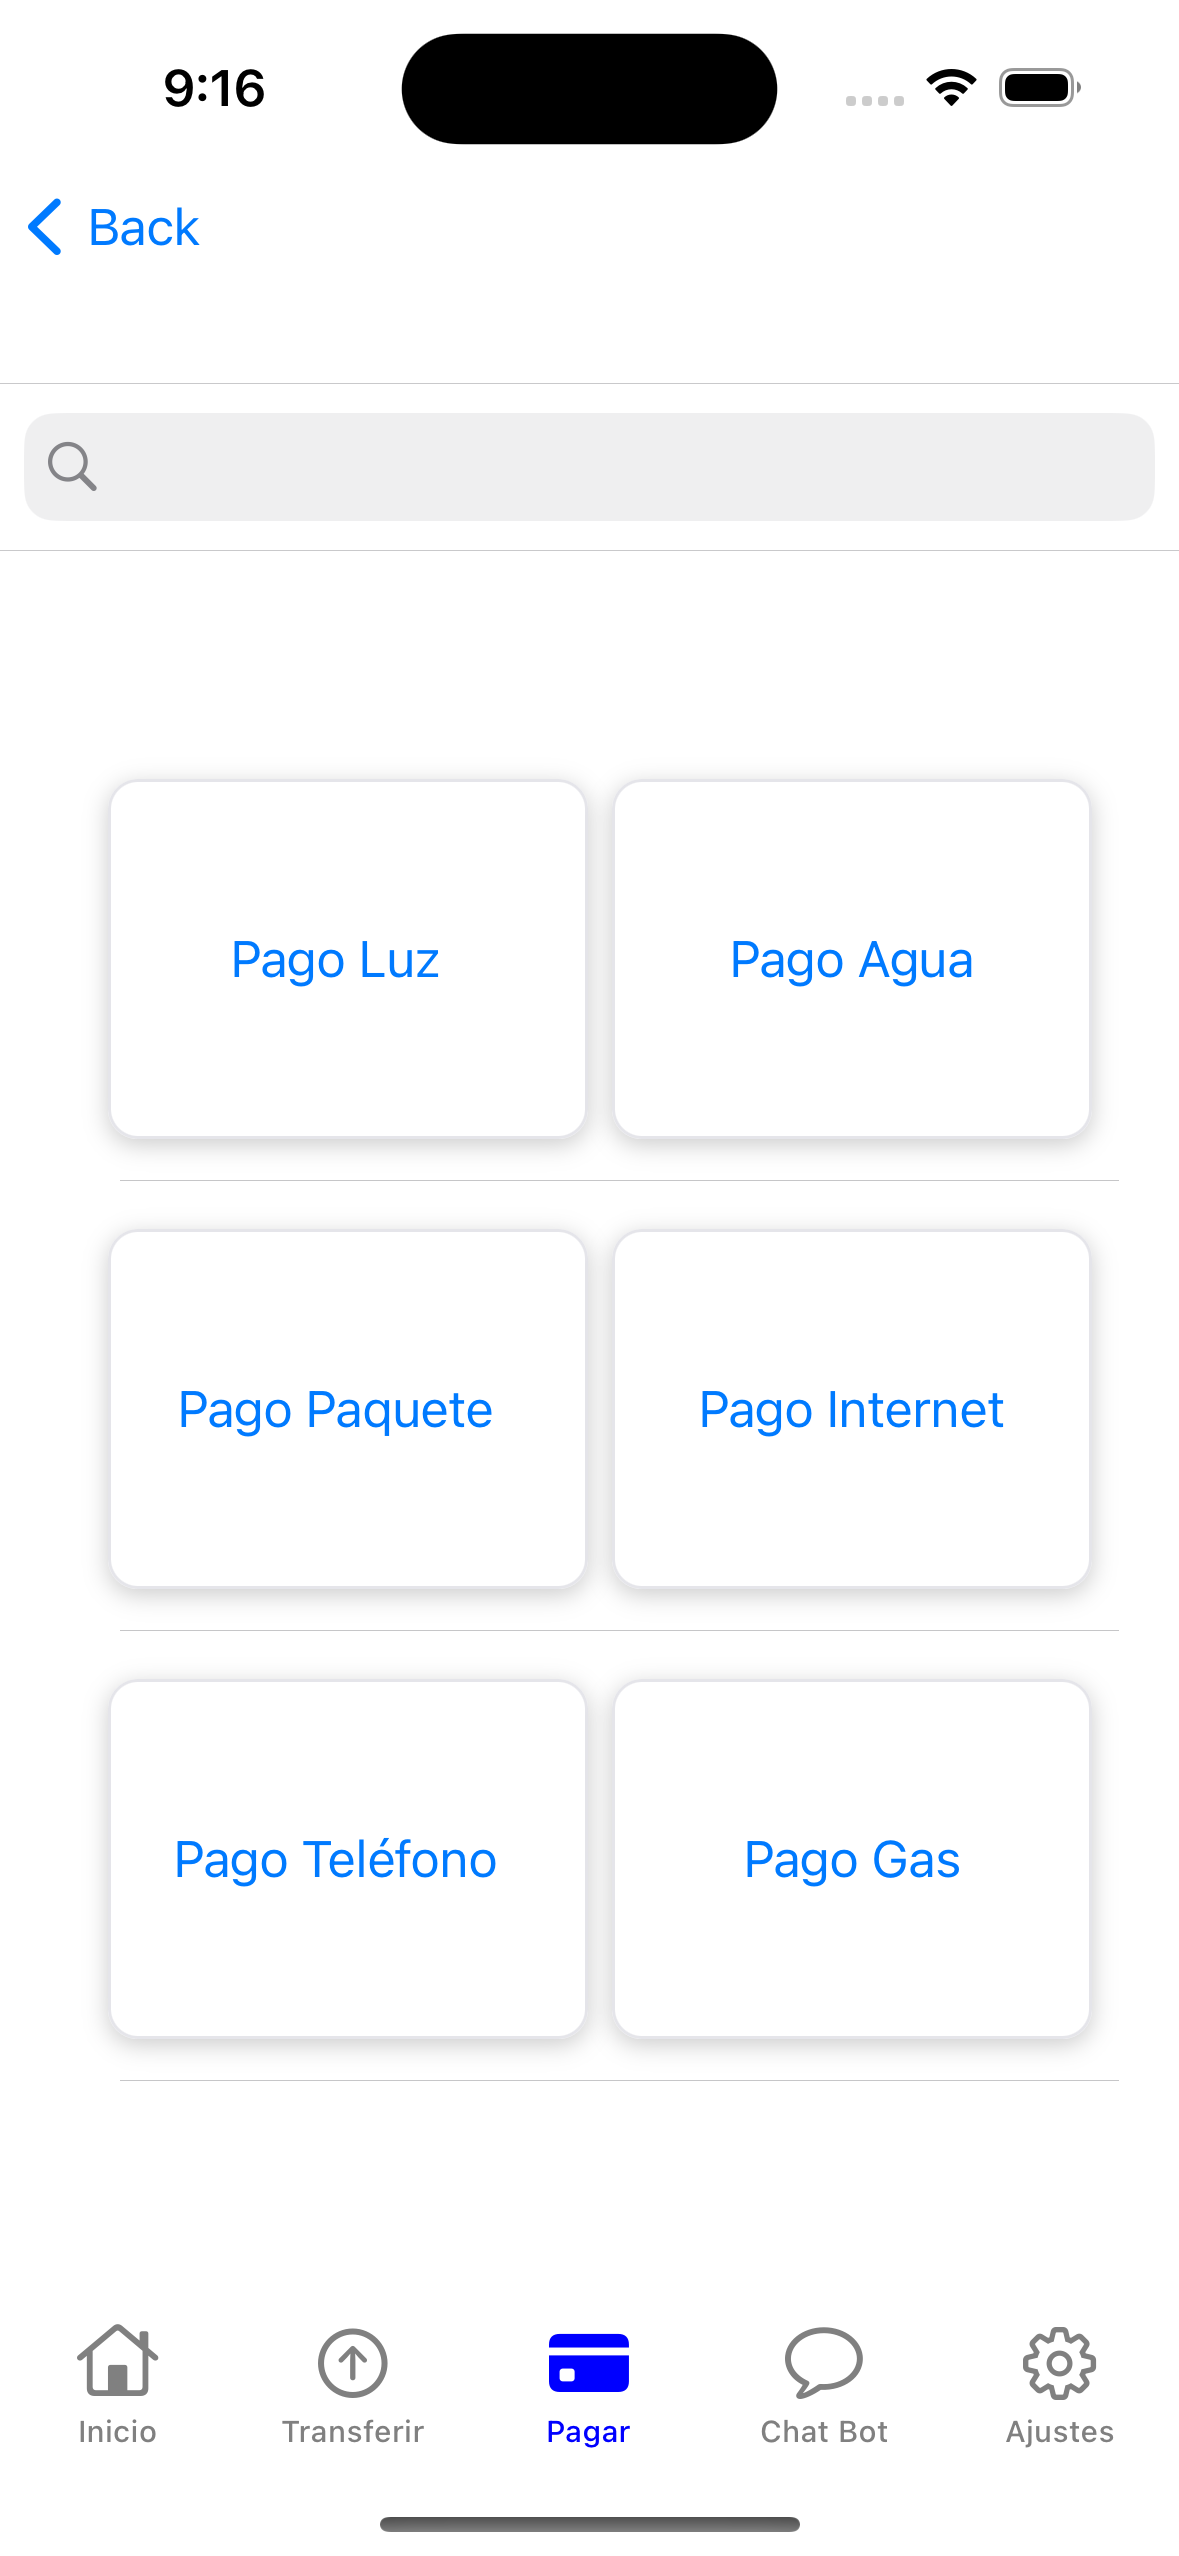 9:16
Back
Pago Luz
Pago Agua
Pago Paquete
Pago Internet
Pago Teléfono
Pago Gas
Inicio
Transferir
Pagar
Chat Bot
Ajustes